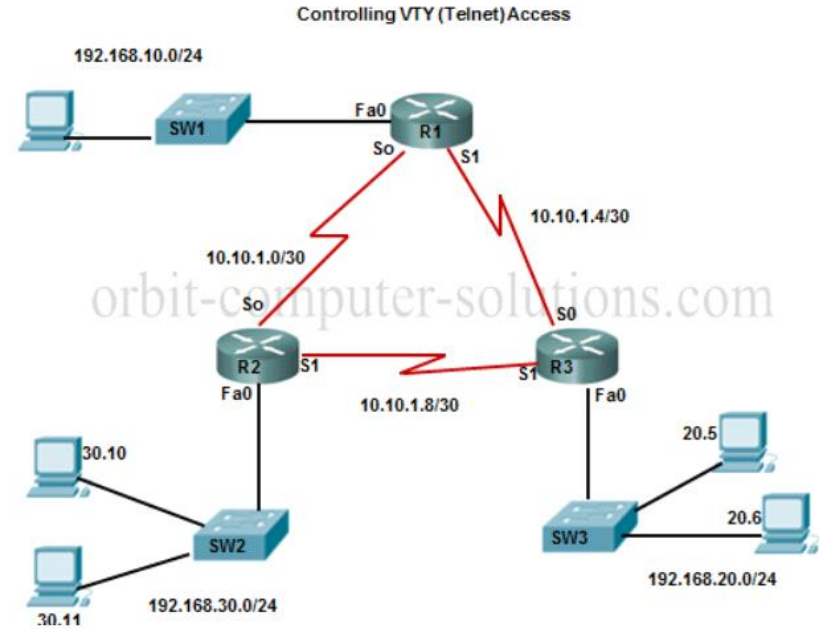 Controlling VTY (Telnet)Access
192.168.10.0/24
Fa0
SW1
R1
So
S1
10.10.1.4/30
10.10.1.0/30
orbit-computer-solutions.com
So
S0
R2
S1
S1
R3
Fa0
10.10.1.8/30
Fa0
30.10
20.5
SW2
20.6
SW3
192.168.20.0/24
192.168.30.0/24
30.11